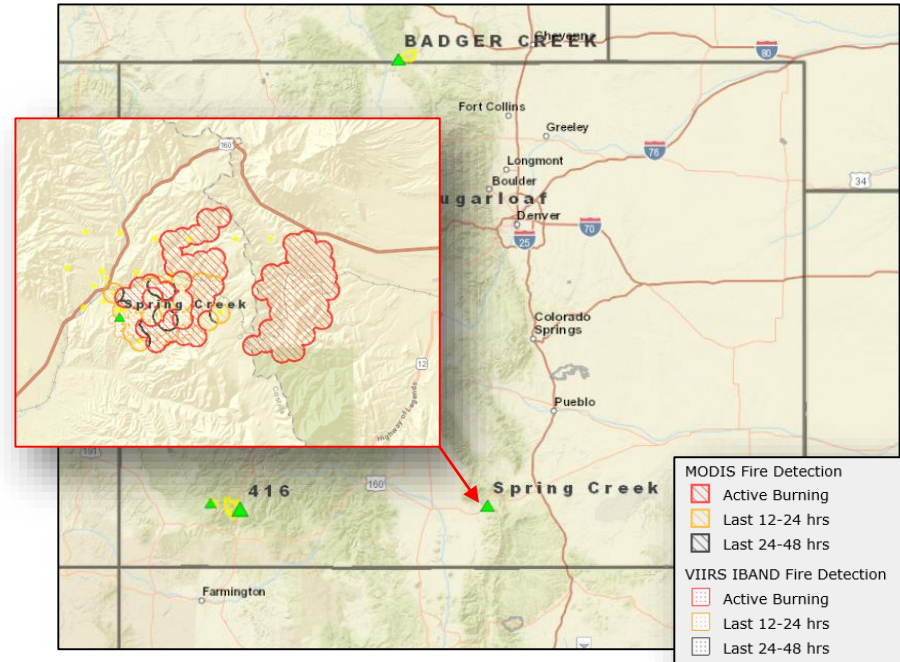 BADGER CREEK
Cheyenne
80
Fort Collins
Greeley
76
Longmont
Boulder
34
ugarloaf
Denver
25
70
160
Spring Creek
Colorado
Springs
12
Costilla
Highway of Legends
Pueblo
191
416
160
Spring Creek
Farmington
MODIS Fire Detection
Active Burning
Last 12-24 hrs
Last 24-48 hrs
VIIRS IBAND Fire Detection
Active Burning
Last 12-24 hrs
Last 24-48 hrs